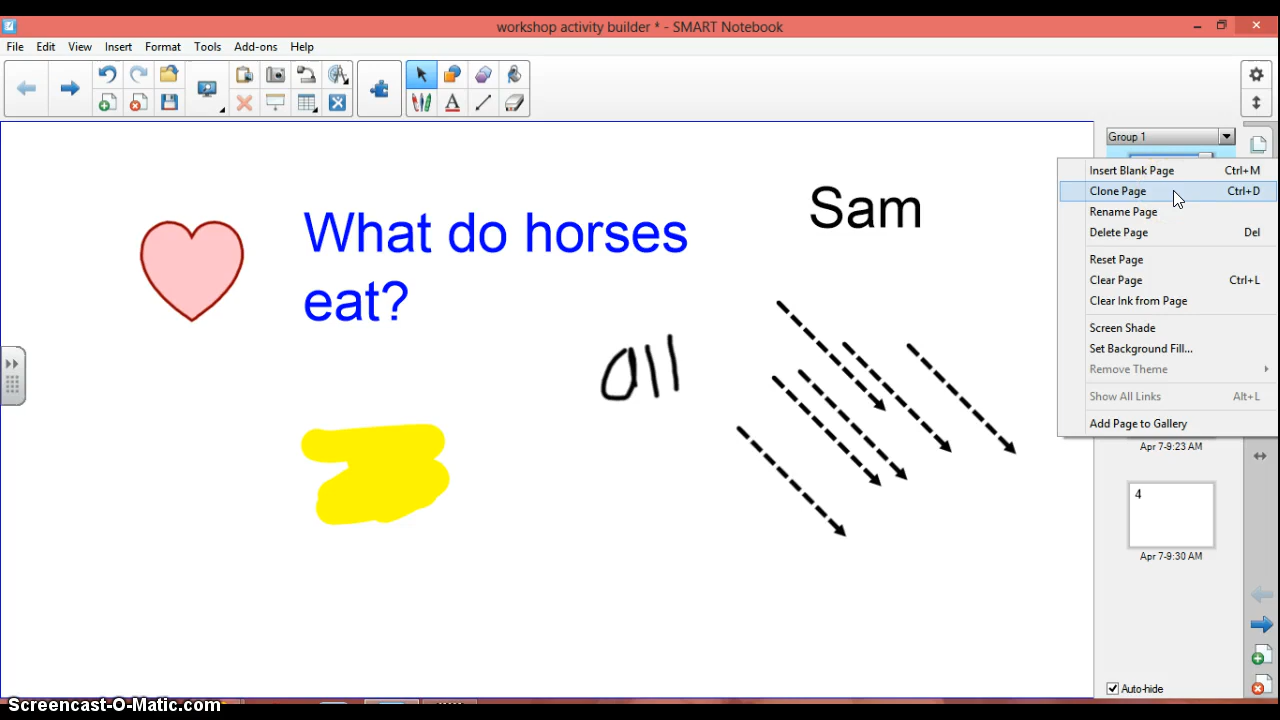 workshop activity builder * - SMART Notebook
File Edit View Insert Format Tools Add-ons Help
Group 1
Insert Blank Page Ctrl+M
Clone Page Ctrl+D
Rename Page
Delete Page Del
Reset Page
Clear Page Ctrl+L
Clear Ink from Page
Screen Shade
Set Background Fill...
Remove Theme
Show All Links Alt+L
Add Page to Gallery
What do horses
eat?
Sam
all
Apr 7-9:23 AM
4
Apr 7-9:30 AM
Auto-hide
Screencast-O-Matic.com